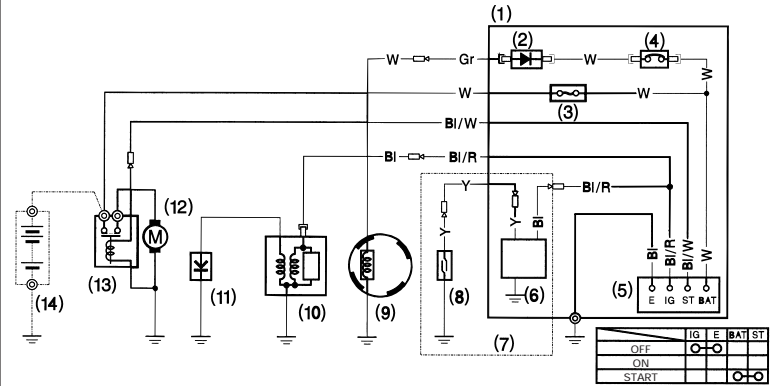 (1)
(2)
(4)
W
Gr
W
W
W
W
(3)
Bl/W
Bl
Bl/R
Y
Bl/R
Bl
Y
Y
(12)
M
(13)
(14)
(11)
(10)
(9)
(8)
(6)
(7)
Bl
Bl/R
Bl/W
W
(5)
E IG ST BAT
IG E BAT ST
OFF
ON
START